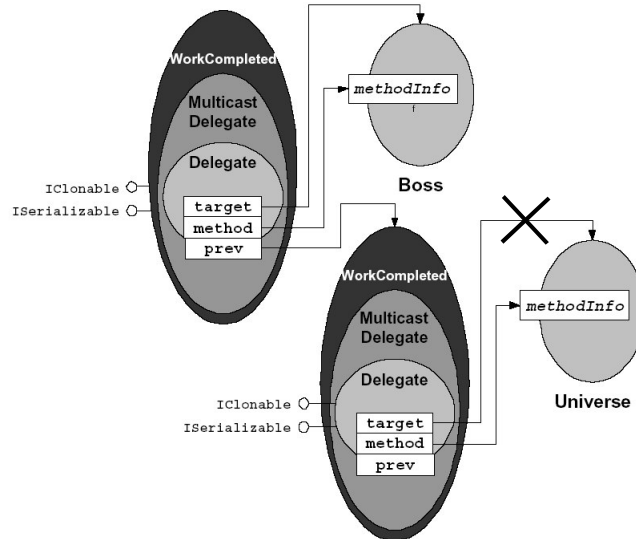 WorkCompleted
Multicast
Delegate
Delegate
IClonable
ISerializable
target
method
prev
methodInfo
f
Boss
WorkCompleted
Multicast
Delegate
Delegate
IClonable
ISerializable
target
method
prev
methodInfo
Universe